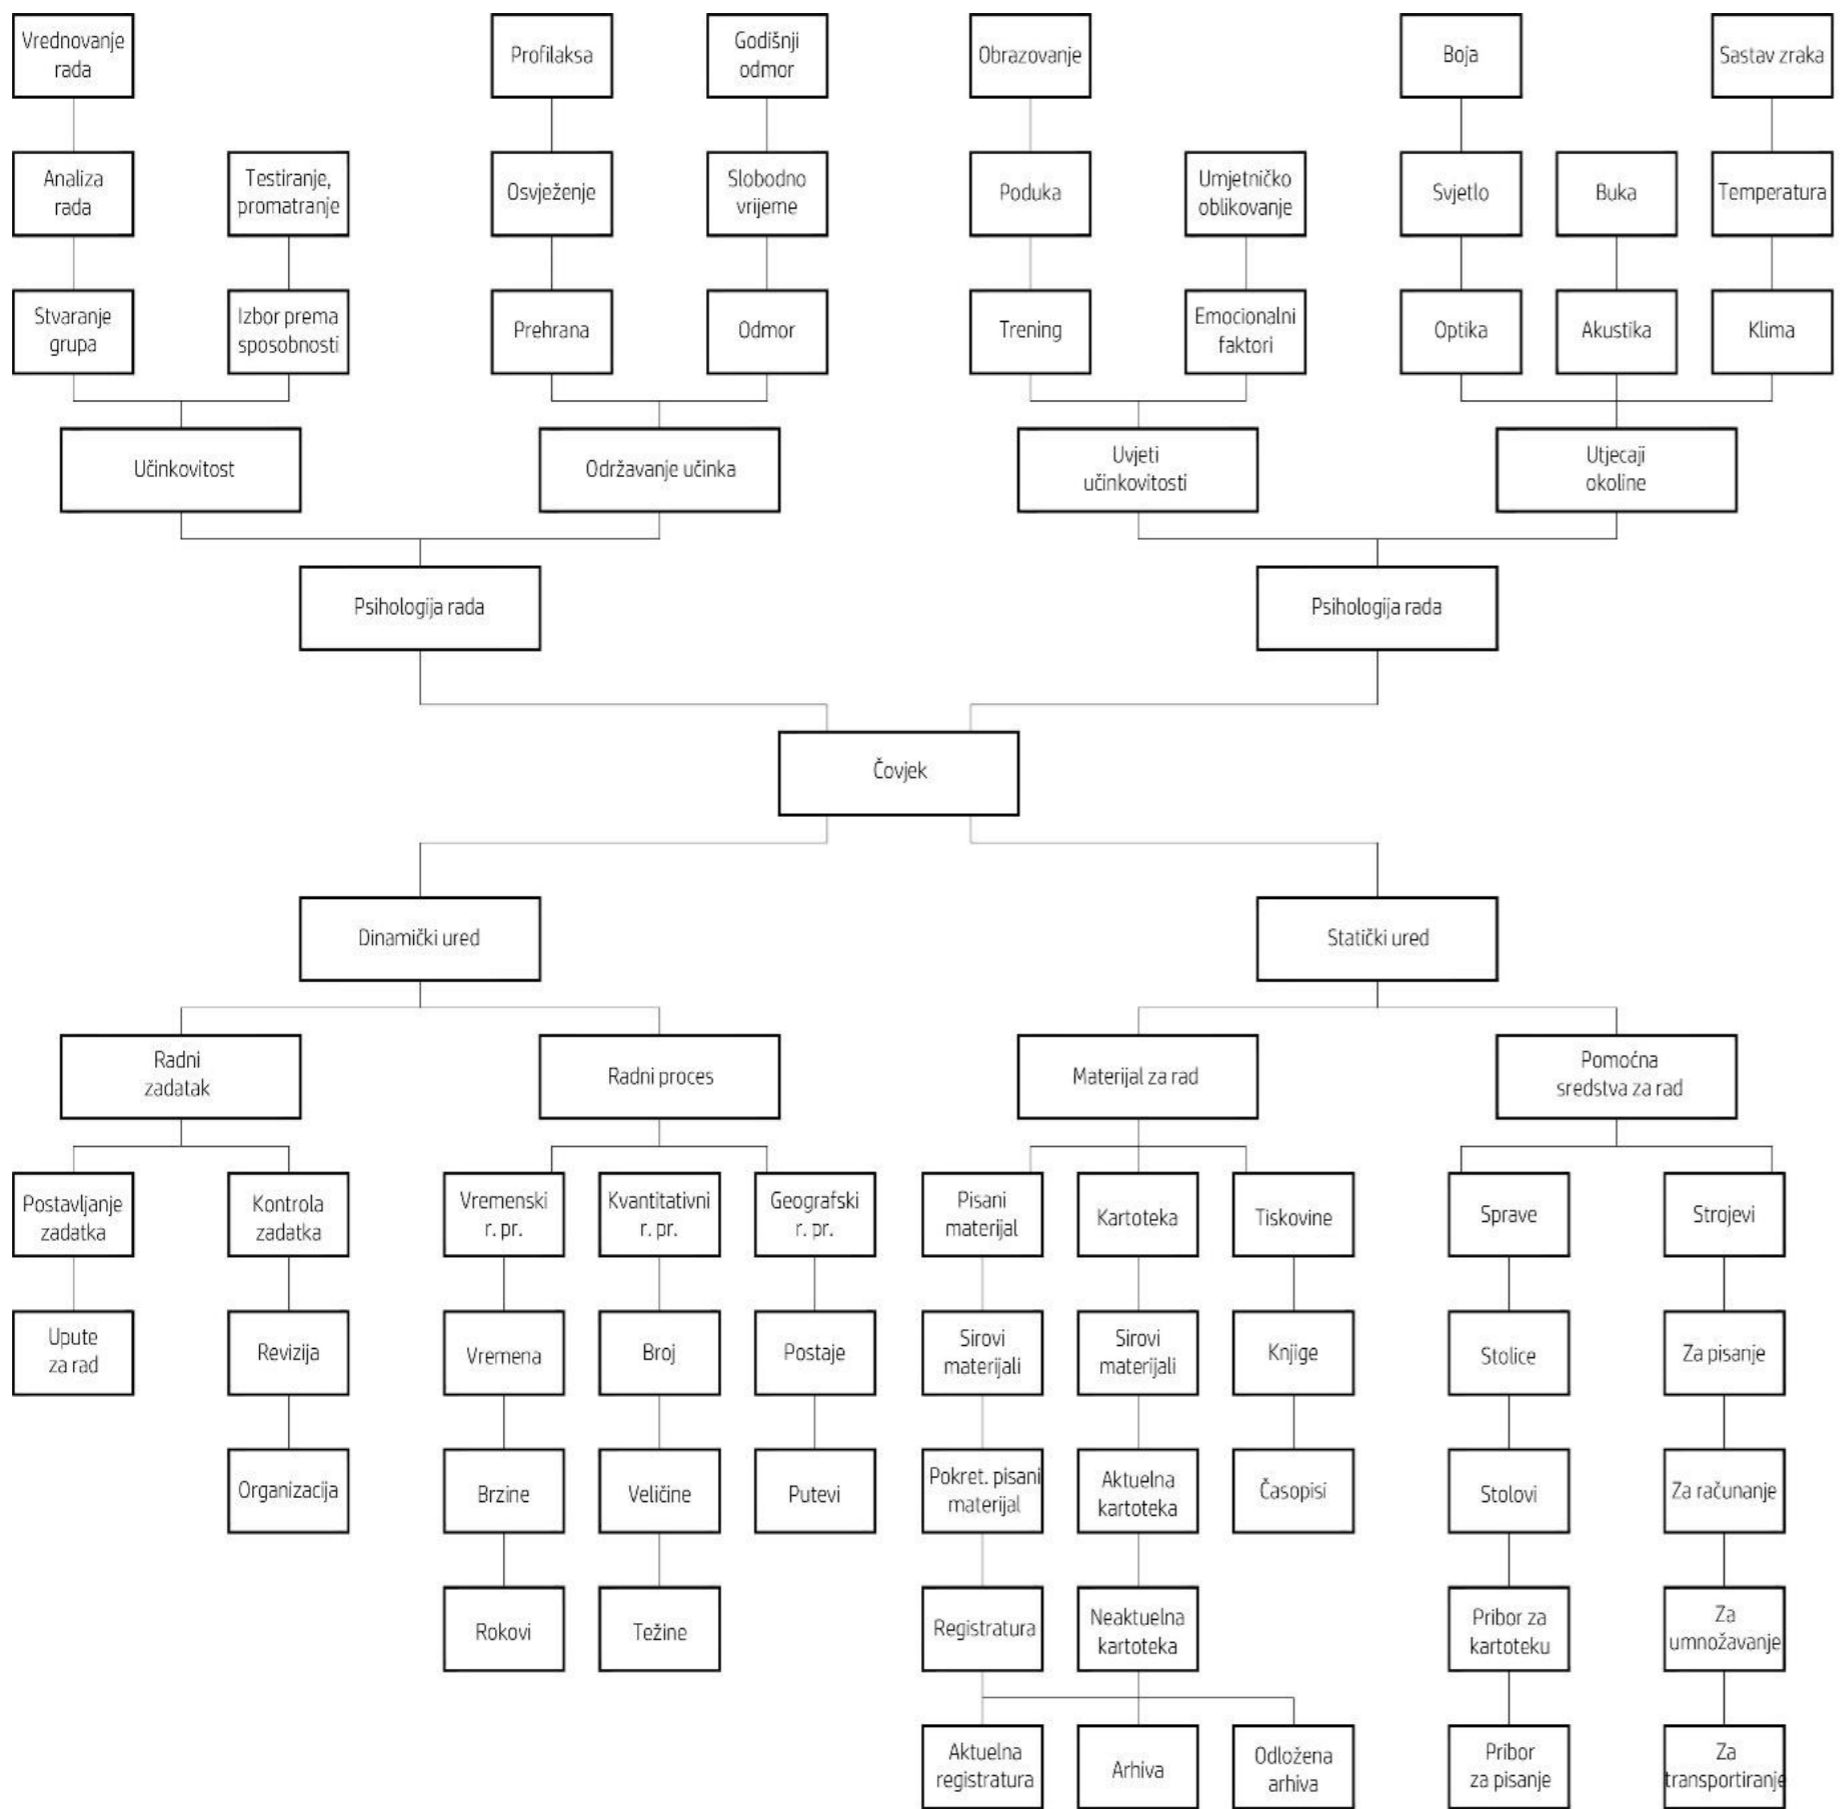 Vrednovanje
rada
Profilaksa
Godišnji
odmor
Obrazovanje
Boja
Sastav zraka
Analiza
rada
Testiranje,
promatranje
Osvježenje
Slobodno
vrijeme
Poduka
Umjetničko
oblikovanje
Svjetlo
Buka
Temperatura
Stvaranje
grupa
Izbor prema
sposobnosti
Prehrana
Odmor
Trening
Emocionalni
faktori
Optika
Akustika
Klima
Učinkovitost
Održavanje učinka
Uvjeti
učinkovitosti
Utjecaji
okoline
Psihologija rada
Psihologija rada
Čovjek
Dinamički ured
Statički ured
Radni
zadatak
Radni proces
Materijal za rad
Pomoćna
sredstva za rad
Postavljanje
zadatka
Kontrola
zadatka
Vremenski
r. pr.
Kvantitativni
r. pr.
Geografski
r. pr.
Pisani
materijal
Kartoteka
Tiskovine
Sprave
Strojevi
Upute
za rad
Revizija
Vremena
Broj
Postaje
Sirovi
materijali
Sirovi
materijali
Knjige
Stolice
Za pisanje
Organizacija
Brzine
Veličine
Putevi
Pokret. pisani
materijal
Aktuelna
kartoteka
Časopisi
Stolovi
Za računanje
Rokovi
Težine
Registratura
Neaktuelna
kartoteka
Pribor za
kartoteku
Za
umnožavanje
Aktuelna
registratura
Arhiva
Odložena
arhiva
Pribor
za pisanje
Za
transportiranje